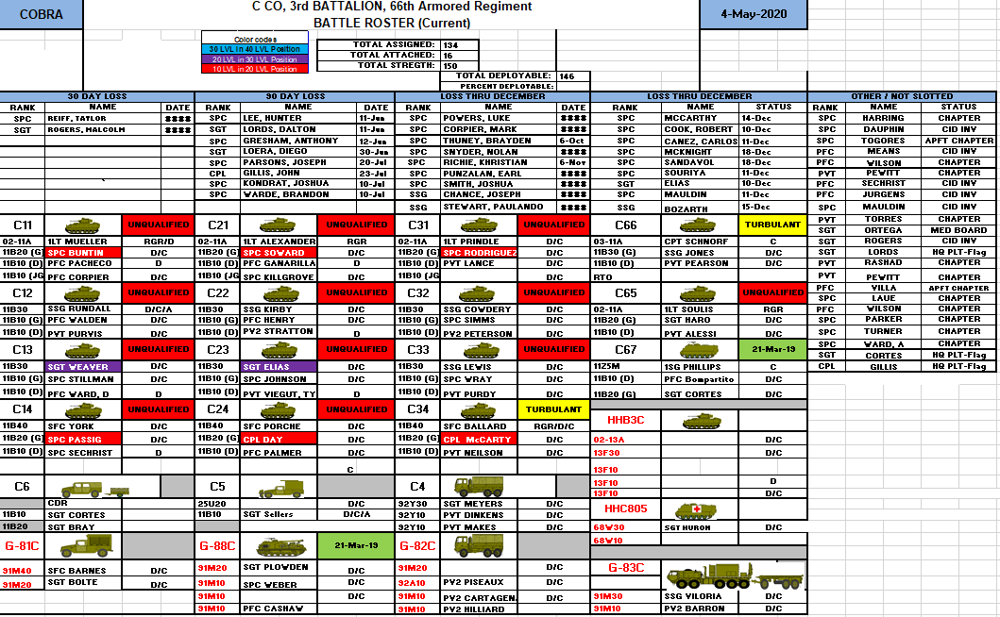 COBRA
C CO, 3rd BATTALION, 66th Armored Regiment
BATTLE ROSTER (Current)
4-May-2020
Color codes
30 LVL in 40 LVL Position
20 LVL in 30 LVL Position
10 LVL in 20 LVL Position
TOTAL ASSIGNED: 134
TOTAL ATTACHED: 16
TOTAL STREGTH: 150
TOTAL DEPLOYABLE: 146
PERCENT DEPLOYABLE:
30 DAY LOSS 90 DAY LOSS LOSS THRU DECEMBER LOSS THRU DECEMBER OTHER / NOT SLOTTED
RANK NAME DATE RANK NAME DATE RANK NAME DATE RANK NAME STATUS RANK NAME STATUS
SPC REIFF, TAYLOR #### SPC LEE, HUNTER 11-Jun SPC POWERS, LUKE #### SPC MCCARTHY 14-Dec SPC HARRING CHAPTER
SGT ROGERS, MALCOLM #### SGT LORDS, DALTON 11-Jun SPC CORPIER, MARK #### SPC COOK, ROBERT 10-Dec SPC DAUPHIN CID INV
SPC GRESHAM, ANTHONY 12-Jun SPC THUNEY, BRAYDEN 6-Oct SPC CANEZ, CARLOS 11-Dec SPC TOGORES APFT CHAPTER
SGT LOERA, DIEGO 30-Jun SPC SNYDER, NOLAN #### SPC MCKNIGHT 18-Dec PFC MEANS CID INV
SPC PARSONS, JOSEPH 20-Jul SPC RICHIE, KHRISTIAN 6-Nov SPC SANDAVOL 18-Dec PFC WILSON CHAPTER
CPL GILLIS, JOHN 23-Jul SPC PUNZALAN, EARL #### SPC SOURIYA 11-Dec PVT PEWITT CHAPTER
SPC KONDRAT, JOSHUA 10-Jul SPC SMITH, JOSHUA #### SGT ELIAS 10-Dec PFC SECHRIST CID INV
SPC WARDE, BRANDON 10-Jul SSG CHANCE, JOSEPH #### SPC MAULDIN 11-Dec PFC JURGENS CID INV
SSG STEWART, PAULANDO #### SSG BOZARTH 15-Dec SPC MAULDIN CID INV
C11 UNQUALIFIED C21 UNQUALIFIED C31 UNQUALIFIED C66 TURBULANT PVT TORRES CHAPTER
SGT ORTEGA MED BOARD
02-11A 1LT MUELLER RGR/D 02-11A 1LT ALEXANDER RGR 02-11A 1LT PRINDLE D/C 03-11A CPT SCHNORF C SGT ROGERS CID INV
11B20 (G) SPC BUNTIN D/C 11B20 (G) SPC SOWARD D/C 11B20 (G) SPC RODRIGUEZ D/C 11B30 (G) SSG JONES D/C SGT LORDS HQ PLT-Flag
11B10 (D) PFC PACHECO D/C 11B10 (D) PFC GANARILLA D/C 11B10 (D) PVT LANCE D/C 11B10 (D) PVT PEARSON D/C PVT RASHAD CHAPTER
11B10 (JG PFC CORPIER D/C 11B10 (JG SPC KILLGROVE D/C 11B10 (JG D/C RTO PVT PEWITT CHAPTER
C12 UNQUALIFIED C22 UNQUALIFIED C32 UNQUALIFIED C65 UNQUALIFIED PFC VILLA APFT CHAPTER
SPC LAUE CHAPTER
11B30 SSG RUNDALL D/C/A 11B30 SSG KIRBY D/C 11B30 SSG COWDERY D/C 02-11A 1LT SOULIS RGR PFC WILSON CHAPTER
11B10 (G) PFC WALDEN D/C 11B10 (G) PFC HENRY D/C 11B10 (G) SPC SIMMS D/C 11B20 (G) SGT HARO D/C SPC PARKER CHAPTER
11B10 (D) PVT PURVIS D/C 11B10 (D) PV2 STRATTON D 11B10 (D) PV2 PETERSON D/C 11B10 (D) PVT ALESSI D/C SPC TURNER CHAPTER
C13 UNQUALIFIED C23 UNQUALIFIED C33 UNQUALIFIED C67 21-Mar-19 SPC WARD, A CHAPTER
SGT CORTES HQ PLT-Flag
11B30 SGT WEAVER D/C 11B30 SGT ELIAS D/C 11B30 SSG LEWIS D/C 11Z5M 1SG PHILLIPS C CPL GILLIS HQ PLT-Flag
11B10 (G) SPC STILLMAN D/C 11B10 (G) SPC JOHNSON D/C 11B10 (G) SPC WRAY D/C 11B10 (D) PFC Bompartito D/C
11B10 (D) PFC WARD, D D 11B10 (D) PVT VIEGUT, TY D 11B10 (D) PVT PURDY D/C 11B20 (G) SGT CORTES D/C
C14 UNQUALIFIED C24 UNQUALIFIED C34 TURBULANT HHB3C
11B40 SFC YORK D/C 11B40 SFC PORCHE D/C 11B40 SFC BALLARD RGR/D/C
11B20 (G) SPC PASSIG D/C 11B20 (G) CPL DAY D/C 11B20 (G) CPL McCARTY D/C 02-13A D/C
11B10 (D) SPC SECHRIST D 11B10 (D) PFC PALMER D/C 11B10 (D) PVT NEILSON D/C 13F30 D/C
C 13F10
C6 C5 C4 13F10 D
13F10 D/C
CDR 25U20 D/C 92Y30 SGT MEYERS D/C HHC805
11B10 SGT CORTES 11B10 SGT Sellers D/C/A 92Y10 PVT DINKENS D/C
11B20 SGT BRAY 92Y10 PVT MAKES D/C 68W30 SGT HURON D/C
G-81C G-88C 21-Mar-19 G-82C 68W10
91M40 SFC BARNES D/C 91M20 SGT PLOWDEN D/C 91M20 D/C G-83C
91M20 SGT BOLTE D/C 91M10 SPC WEBER D/C 92A10 PV2 PISEAUX D/C
91M10 D/C 91M10 PV2 CARTAGEN D/C 91M30 SSG VILORIA D/C
91M10 PFC CASHAW 91M10 PV2 HILLIARD 91M10 PV2 BARRON D/C